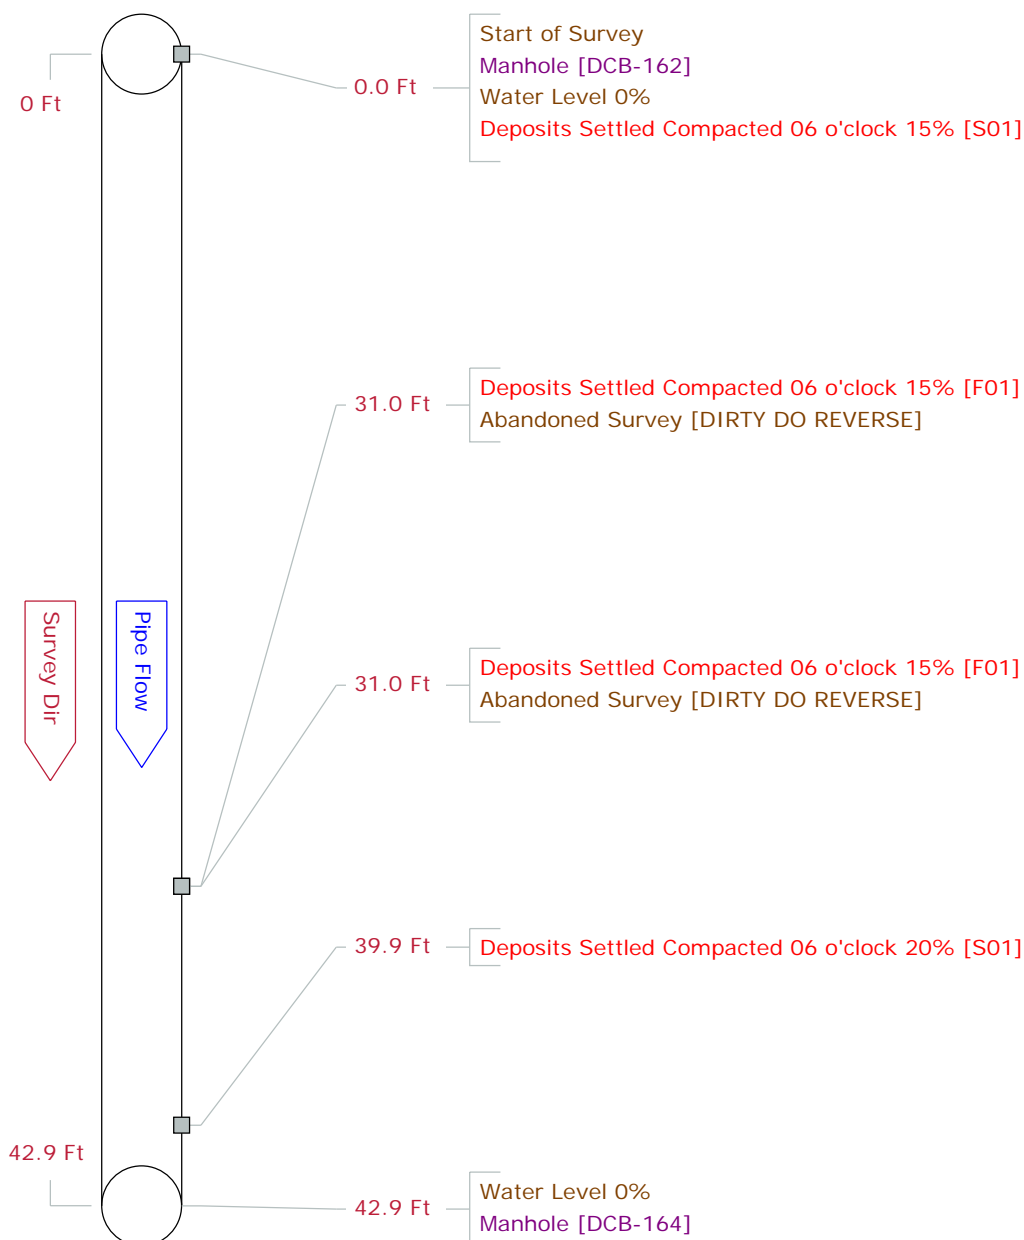 0 Ft
0.0 Ft
Start of Survey
Manhole [DCB-162]
Water Level 0%
Deposits Settled Compacted 06 o'clock 15% [S01]
31.0 Ft
Deposits Settled Compacted 06 o'clock 15% [F01]
Abandoned Survey [DIRTY DO REVERSE]
Survey Dir
Pipe Flow
31.0 Ft
Deposits Settled Compacted 06 o'clock 15% [F01]
Abandoned Survey [DIRTY DO REVERSE]
39.9 Ft
Deposits Settled Compacted 06 o'clock 20% [S01]
42.9 Ft
42.9 Ft
Water Level 0%
Manhole [DCB-164]